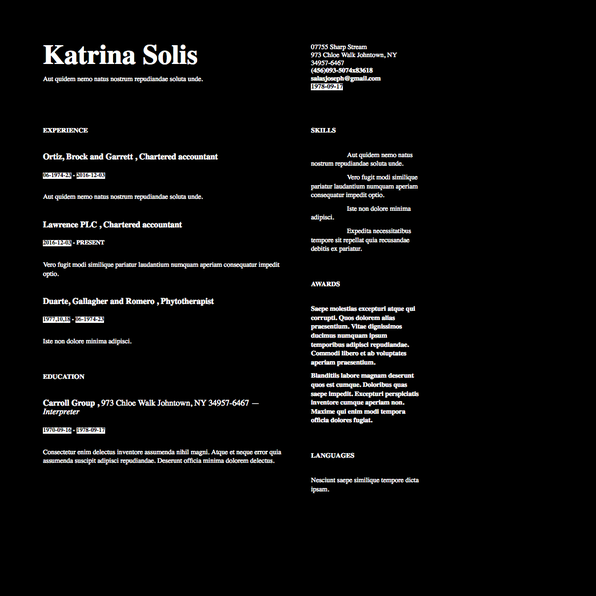 Katrina Solis
Aut quidem nemo natus nostrum repudiandae soluta unde.
EXPERIENCE
Ortiz, Brock and Garrett , Chartered accountant
06-1974-23 - 2016-12-03
Aut quidem nemo natus nostrum repudiandae soluta unde.
Lawrence PLC , Chartered accountant
2016-12-03 - PRESENT
Vero fugit modi similique pariatur laudantium numquam aperiam consequatur impedit
optio.
Duarte, Gallagher and Romero , Phytotherapist
1977.10.18 - 06-1974-23
Iste non dolore minima adipisci.
EDUCATION
Carroll Group , 973 Chloe Walk Johntown, NY 34957-6467 —
Interpreter
1970-09-16 - 1978-09-17
Consectetur enim delectus inventore assumenda nihil magni. Atque et neque error quia
assumenda suscipit adipisci repudiandae. Deserunt officia minima dolorem delectus.
07755 Sharp Stream
973 Chloe Walk Johntown, NY
34957-6467
(456)093-5074x83618
salasjoseph@gmail.com
1978-09-17
SKILLS
Aut quidem nemo natus
nostrum repudiandae soluta unde.
Vero fugit modi similique
pariatur laudantium numquam aperiam
consequatur impedit optio.
Iste non dolore minima
adipisci.
Expedita necessitatibus
tempore sit repellat quia recusandae
debitis ex pariatur.
AWARDS
Saepe molestias excepturi atque qui
corrupti. Quos dolorem alias
praesentium. Vitae dignissimos
ducimus numquam ipsum
temporibus adipisci repudiandae.
Commodi libero et ab voluptates
aperiam praesentium.
Blanditiis labore magnam deserunt
quos est cumque. Doloribus quas
saepe impedit. Excepturi perspiciatis
inventore cumque aperiam non.
Maxime qui enim modi tempora
officia dolores fugiat.
LANGUAGES
Nesciunt saepe similique tempore dicta
ipsam.